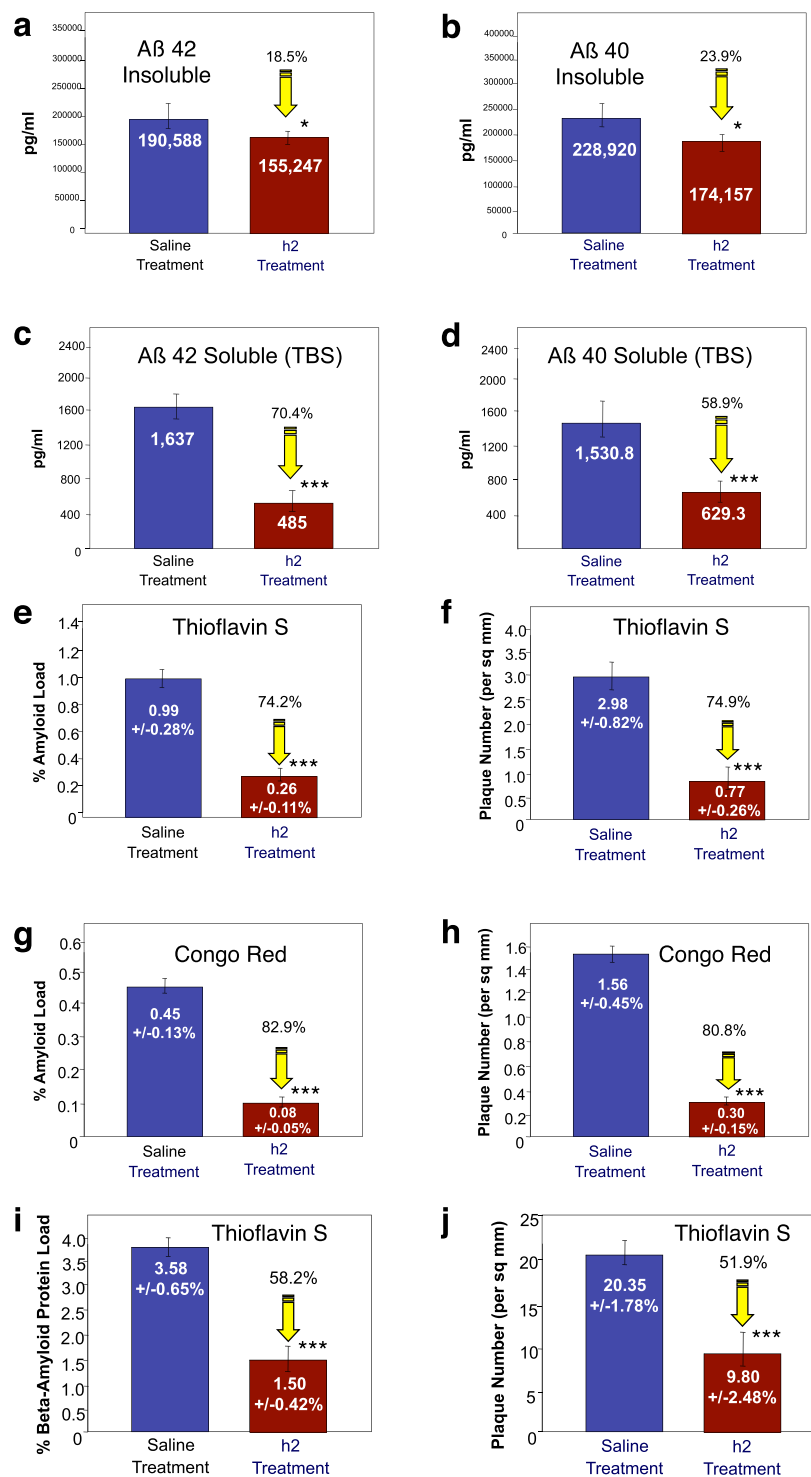 a
Aß 42
Insoluble
18.5%
*
pg/ml
350000
300000
250000
200000
150000
100000
50000
0
190,588
155,247
Saline
Treatment
h2
Treatment
b
Aß 40
Insoluble
23.9%
*
pg/ml
400000
350000
300000
250000
200000
150000
100000
50000
0
228,920
174,157
Saline
Treatment
h2
Treatment
c
Aß 42 Soluble (TBS)
70.4%
***
pg/ml
2400
2000
1600
1200
800
400
0
1,637
485
Saline
Treatment
h2
Treatment
d
Aß 40 Soluble (TBS)
58.9%
***
pg/ml
2400
2000
1600
1200
800
400
0
1,530.8
629.3
Saline
Treatment
h2
Treatment
e
Thioflavin S
74.2%
***
% Amyloid Load
1.4
1.0
0.8
0.6
0.4
0.2
0
0.99
+/-0.28%
0.26
+/-0.11%
Saline
Treatment
h2
Treatment
f
Thioflavin S
74.9%
***
Plaque Number (per sq mm)
4.0
3.5
3.0
2.5
2.0
1.5
1.0
0.5
0
2.98
+/-0.82%
0.77
+/-0.26%
Saline
Treatment
h2
Treatment
g
Congo Red
82.9%
***
% Amyloid Load
0.6
0.5
0.4
0.3
0.2
0.1
0
0.45
+/-0.13%
0.08
+/-0.05%
Saline
Treatment
h2
Treatment
h
Congo Red
80.8%
***
Plaque Number (per sq mm)
1.6
1.4
1.2
1.0
0.8
0.6
0.4
0.2
0
1.56
+/-0.45%
0.30
+/-0.15%
Saline
Treatment
h2
Treatment
i
Thioflavin S
58.2%
***
% Beta-Amyloid Protein Load
4.0
3.5
3.0
2.5
2.0
1.5
1.0
0.5
0
3.58
+/-0.65%
1.50
+/-0.42%
Saline
Treatment
h2
Treatment
j
Thioflavin S
51.9%
***
Plaque Number (per sq mm)
25
20
15
10
5
0
20.35
+/-1.78%
9.80
+/-2.48%
Saline
Treatment
h2
Treatment